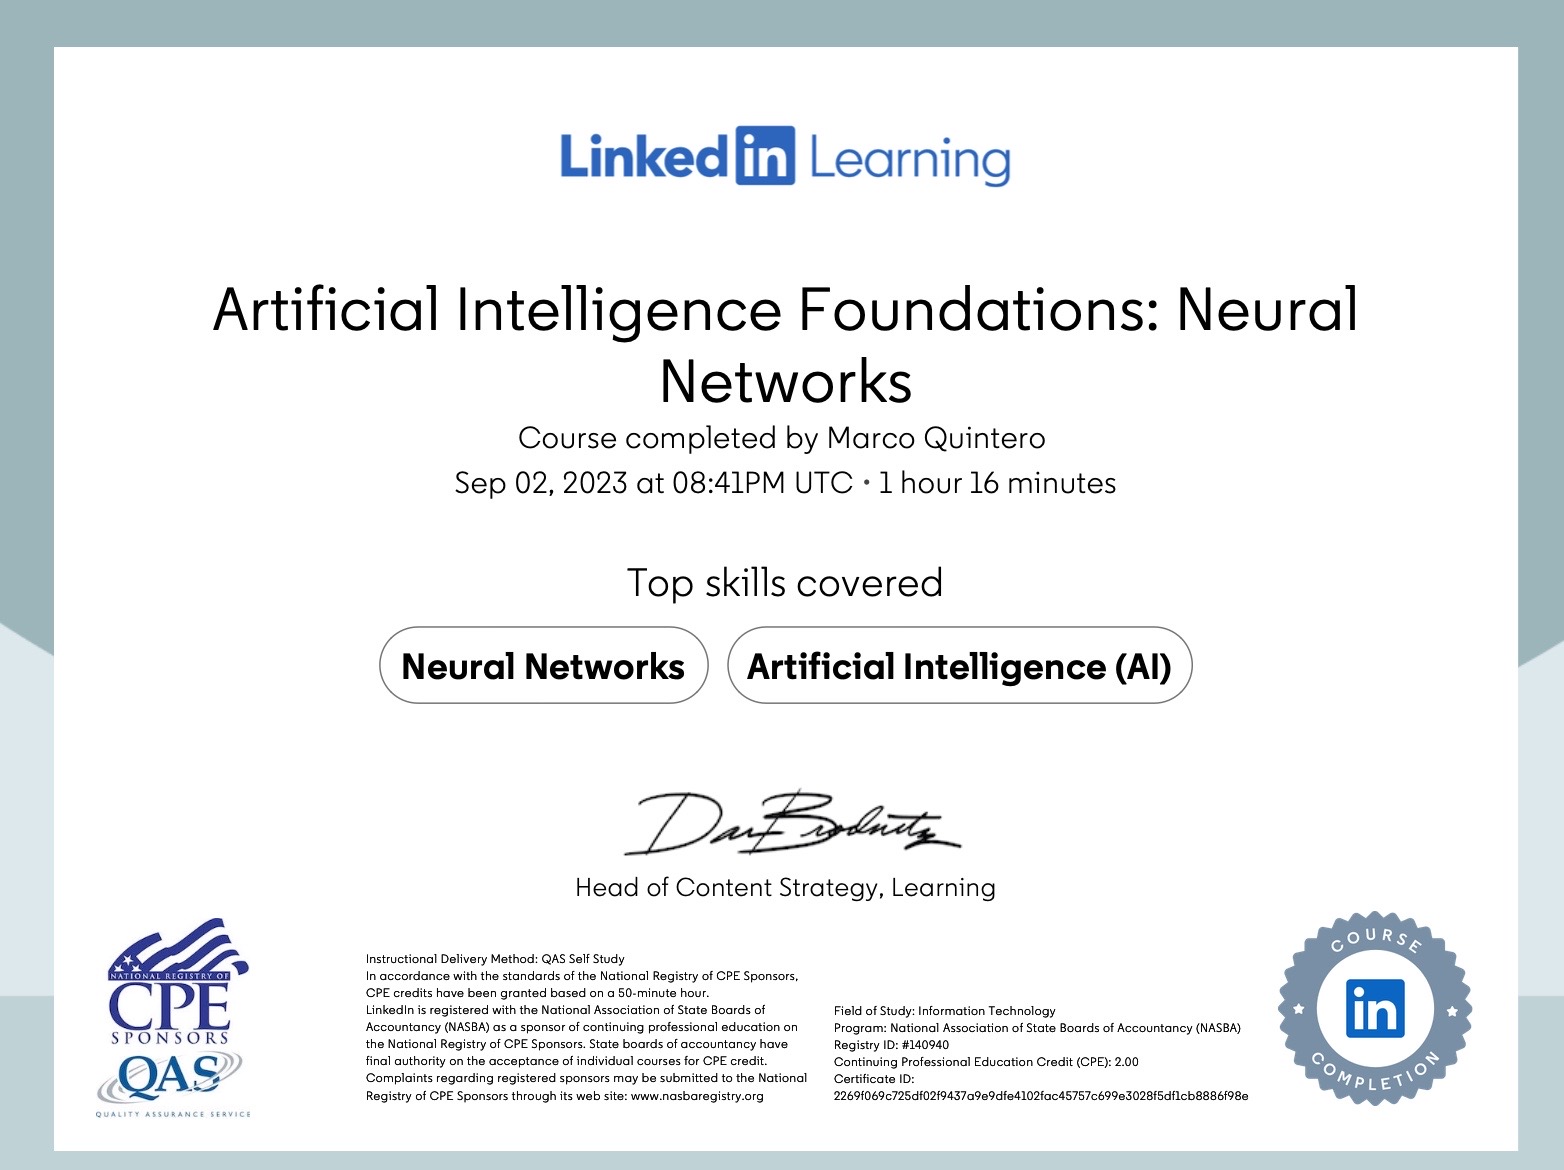 LinkedIn Learning
Artificial Intelligence Foundations: Neural
Networks
Course completed by Marco Quintero
Sep 02, 2023 at 08:41PM UTC • 1 hour 16 minutes
Top skills covered
Neural Networks
Artificial Intelligence (AI)
Dan Brodnitz
Head of Content Strategy, Learning
NATIONAL REGISTRY OF
CPE
SPONSORS
QAS
QUALITY ASSURANCE SERVICE
Instructional Delivery Method: QAS Self Study
In accordance with the standards of the National Registry of CPE Sponsors,
CPE credits have been granted based on a 50-minute hour.
LinkedIn is registered with the National Association of State Boards of
Accountancy (NASBA) as a sponsor of continuing professional education on
the National Registry of CPE Sponsors. State boards of accountancy have
final authority on the acceptance of individual courses for CPE credit.
Complaints regarding registered sponsors may be submitted to the National
Registry of CPE Sponsors through its web site: www.nasbaregistry.org
Field of Study: Information Technology
Program: National Association of State Boards of Accountancy (NASBA)
Registry ID: #140940
Continuing Professional Education Credit (CPE): 2.00
Certificate ID:
2269f069c725df02f9437a9e9dfe4102fac45757c699e3028f5df1cb8886f98e
COURSE
in
COMPLETION